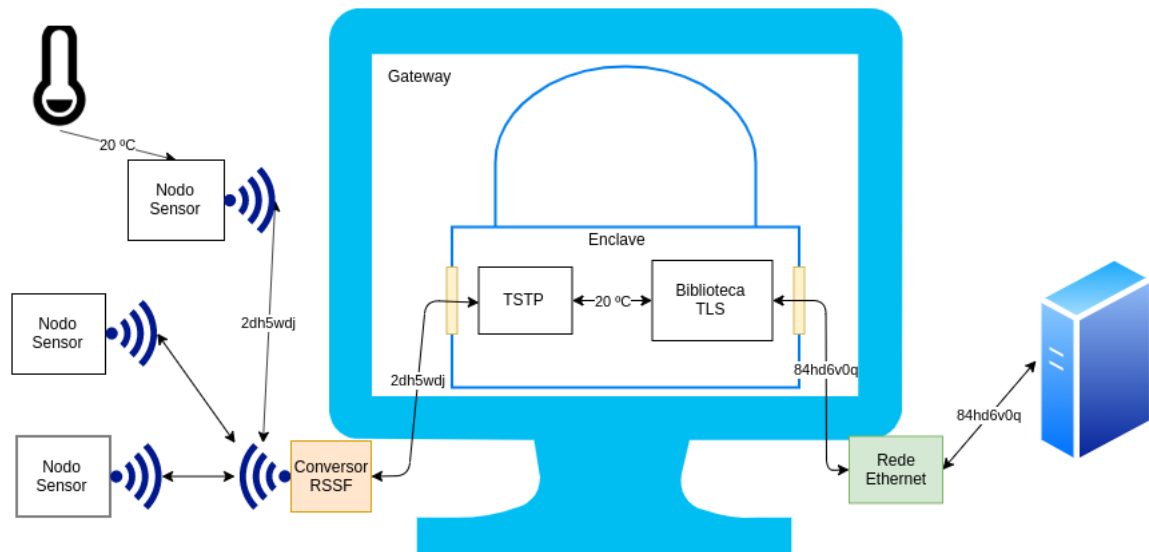 Gateway
20 ºC
Nodo
Sensor
Enclave
TSTP
20 ºC
Biblioteca
TLS
Nodo
Sensor
2dh5wdj
2dh5wdj
84hd6v0q
84hd6v0q
Nodo
Sensor
Conversor
RSSF
Rede
Ethernet